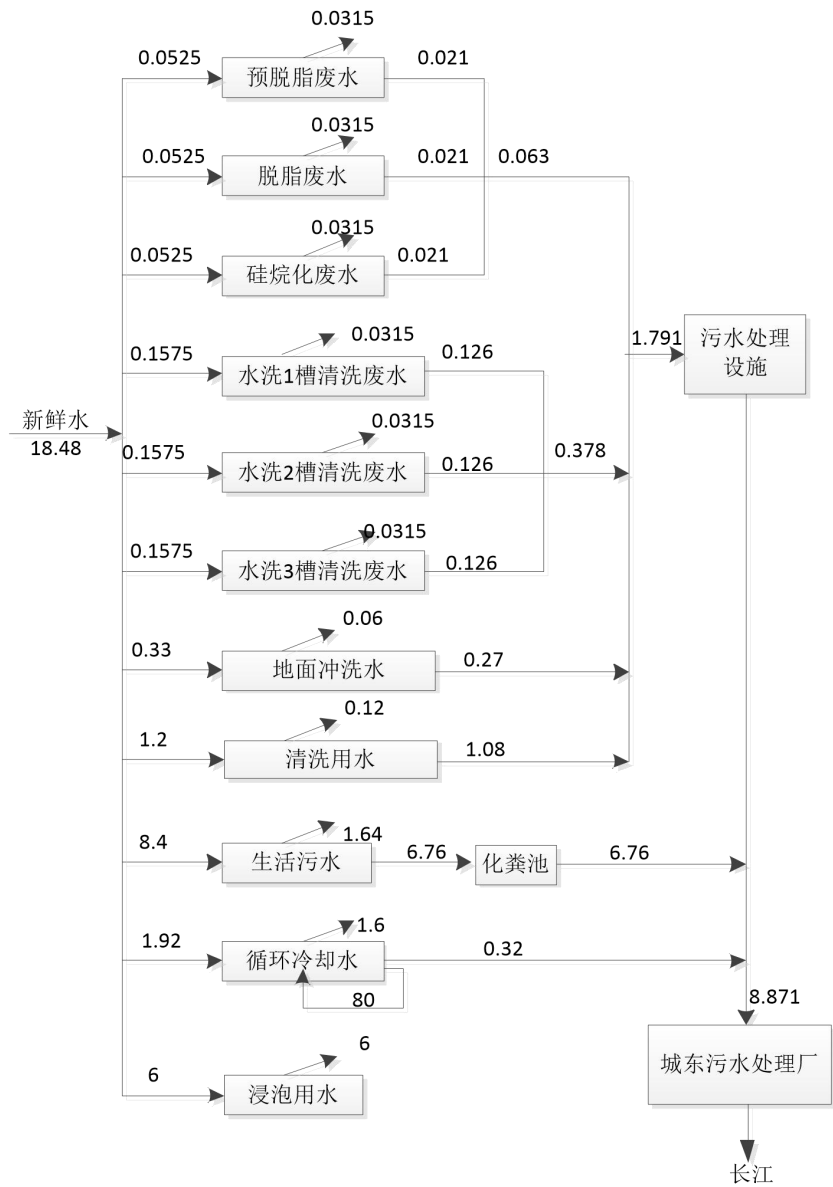 0.0315
0.0525
预脱脂废水
0.021
0.0315
0.0525
脱脂废水
0.021
0.063
0.0315
0.0525
硅烷化废水
0.021
0.0315
0.1575
水洗1槽清洗废水
0.126
1.791
污水处理
设施
新鲜水
18.48
0.0315
0.1575
水洗2槽清洗废水
0.126
0.378
0.0315
0.1575
水洗3槽清洗废水
0.126
0.06
0.33
地面冲洗水
0.27
0.12
1.2
清洗用水
1.08
1.64
8.4
生活污水
6.76
化粪池
6.76
1.6
1.92
循环冷却水
0.32
80
8.871
6
6
浸泡用水
城东污水处理厂
长江